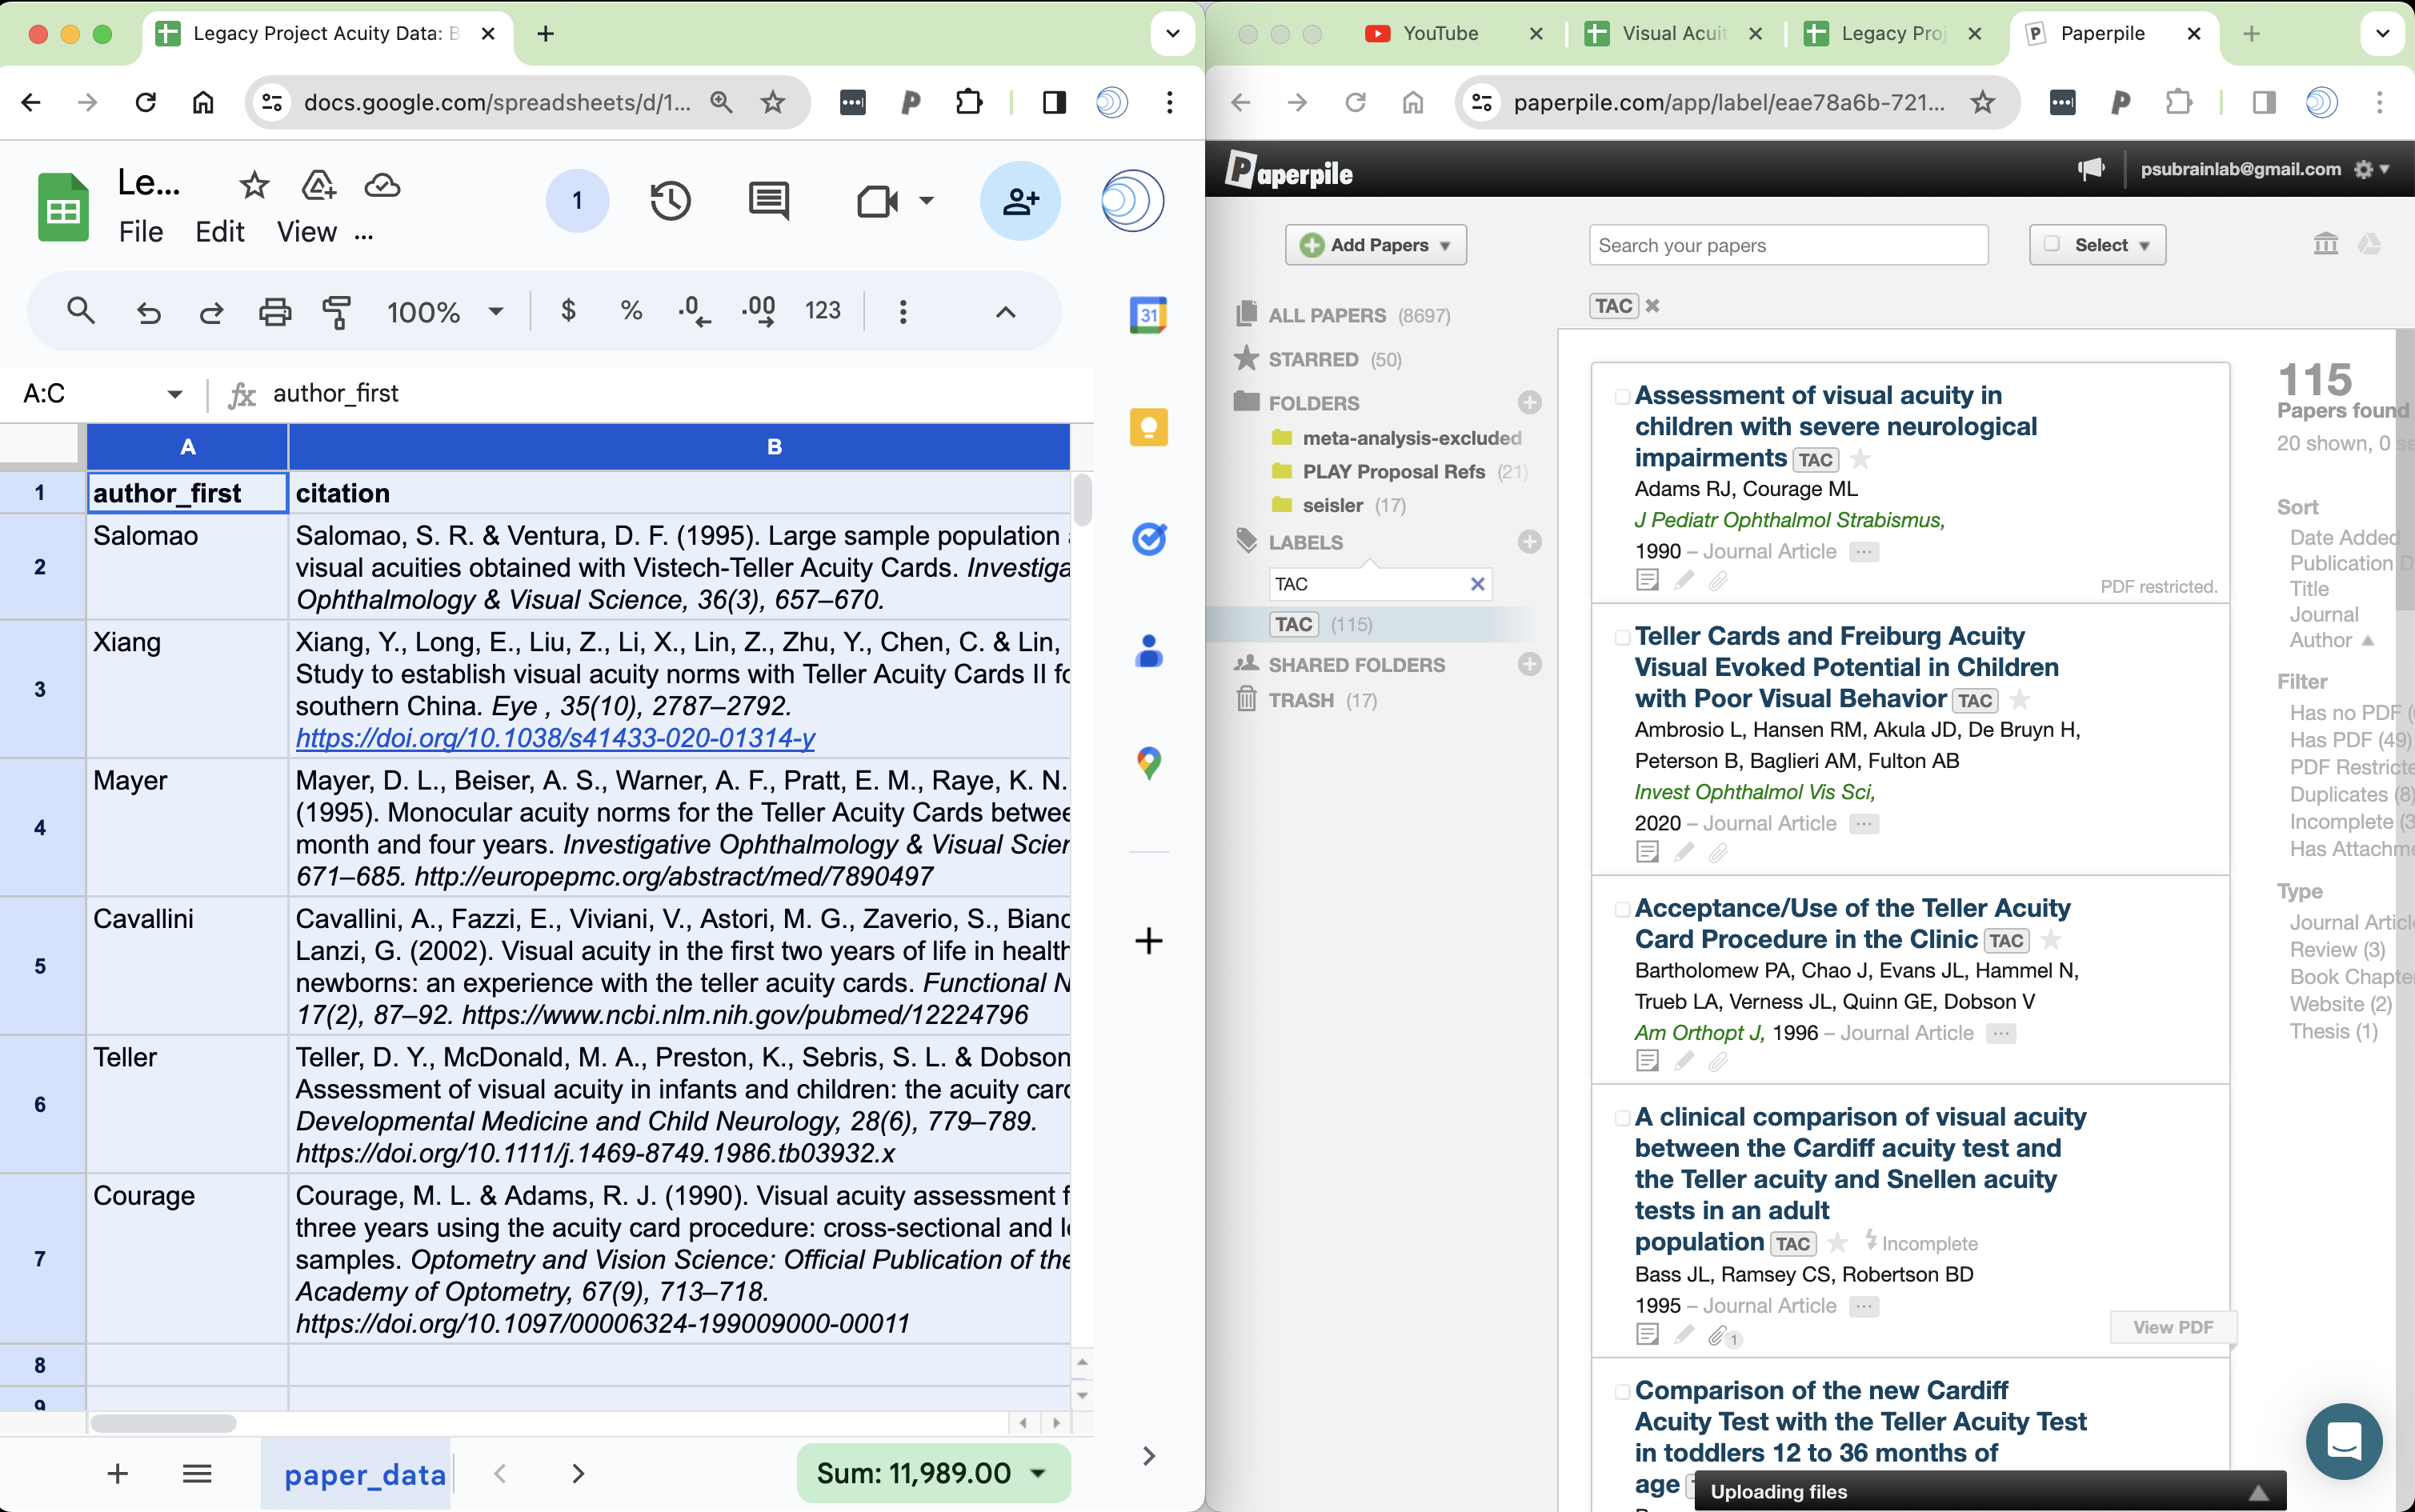 Legacy Project Acuity Data: B
docs.google.com/spreadsheets/d/1...
Le...
File Edit View ...
1
100% $ % .0 .00 123
31
A:C author_first
A B
1 author_first citation
2 Salomao Salomao, S. R. & Ventura, D. F. (1995). Large sample population
visual acuities obtained with Vistech-Teller Acuity Cards. Investiga
Ophthalmology & Visual Science, 36(3), 657–670.
3 Xiang Xiang, Y., Long, E., Liu, Z., Li, X., Lin, Z., Zhu, Y., Chen, C. & Lin,
Study to establish visual acuity norms with Teller Acuity Cards II fo
southern China. Eye , 35(10), 2787–2792.
https://doi.org/10.1038/s41433-020-01314-y
4 Mayer Mayer, D. L., Beiser, A. S., Warner, A. F., Pratt, E. M., Raye, K. N.
(1995). Monocular acuity norms for the Teller Acuity Cards betwee
month and four years. Investigative Ophthalmology & Visual Scien
671–685. http://europepmc.org/abstract/med/7890497
5 Cavallini Cavallini, A., Fazzi, E., Viviani, V., Astori, M. G., Zaverio, S., Bianc
Lanzi, G. (2002). Visual acuity in the first two years of life in health
newborns: an experience with the teller acuity cards. Functional N
17(2), 87–92. https://www.ncbi.nlm.nih.gov/pubmed/12224796
6 Teller Teller, D. Y., McDonald, M. A., Preston, K., Sebris, S. L. & Dobson
Assessment of visual acuity in infants and children: the acuity card
Developmental Medicine and Child Neurology, 28(6), 779–789.
https://doi.org/10.1111/j.1469-8749.1986.tb03932.x
7 Courage Courage, M. L. & Adams, R. J. (1990). Visual acuity assessment f
three years using the acuity card procedure: cross-sectional and l
samples. Optometry and Vision Science: Official Publication of the
Academy of Optometry, 67(9), 713–718.
https://doi.org/10.1097/00006324-199009000-00011
8
9
paper_data
Sum: 11,989.00
YouTube Visual Acuit Legacy Proj Paperpile
paperpile.com/app/label/eae78a6b-721...
Paperpile psubrainlab@gmail.com
Add Papers Search your papers Select
TAC
ALL PAPERS (8697)
STARRED (50)
FOLDERS
meta-analysis-excluded
PLAY Proposal Refs (21)
seisler (17)
LABELS
TAC
TAC (115)
SHARED FOLDERS
TRASH (17)
Assessment of visual acuity in
children with severe neurological
impairments TAC
Adams RJ, Courage ML
J Pediatr Ophthalmol Strabismus,
1990 – Journal Article ...
PDF restricted.
Teller Cards and Freiburg Acuity
Visual Evoked Potential in Children
with Poor Visual Behavior TAC
Ambrosio L, Hansen RM, Akula JD, De Bruyn H,
Peterson B, Baglieri AM, Fulton AB
Invest Ophthalmol Vis Sci,
2020 – Journal Article ...
Acceptance/Use of the Teller Acuity
Card Procedure in the Clinic TAC
Bartholomew PA, Chao J, Evans JL, Hammel N,
Trueb LA, Verness JL, Quinn GE, Dobson V
Am Orthopt J, 1996 – Journal Article ...
A clinical comparison of visual acuity
between the Cardiff acuity test and
the Teller acuity and Snellen acuity
tests in an adult
population TAC Incomplete
Bass JL, Ramsey CS, Robertson BD
1995 – Journal Article ...
1
View PDF
Comparison of the new Cardiff
Acuity Test with the Teller Acuity Test
in toddlers 12 to 36 months of
age
Uploading files
115
Papers found
20 shown, 0 se
Sort
Date Added
Publication D
Title
Journal
Author
Filter
Has no PDF (
Has PDF (49)
PDF Restricte
Duplicates (8)
Incomplete (3
Has Attachme
Type
Journal Article
Review (3)
Book Chapter
Website (2)
Thesis (1)